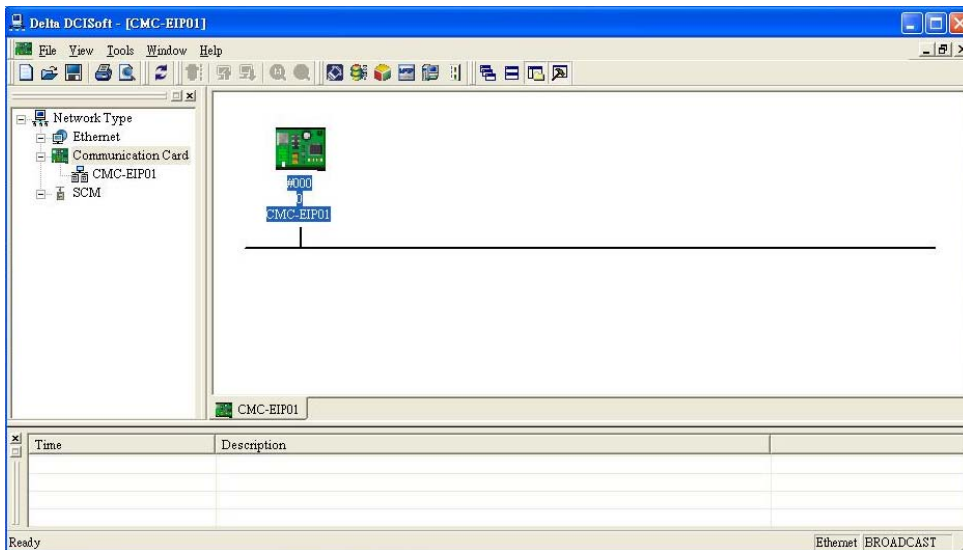 Delta DCISoft - [CMC-EIP01]
File View Tools Window Help
Network Type
Ethernet
Communication Card
CMC-EIP01
SCM
#000
0
CMC-EIP01
CMC-EIP01
Time Description
Ready Ethernet BROADCAST